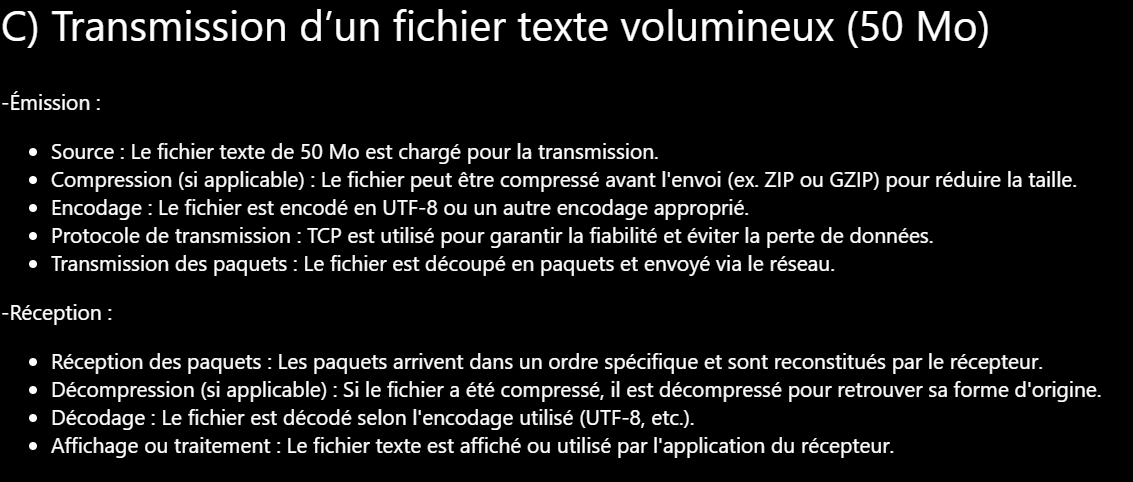 C) Transmission d’un fichier texte volumineux (50 Mo)
-Émission :
• Source : Le fichier texte de 50 Mo est chargé pour la transmission.
• Compression (si applicable) : Le fichier peut être compressé avant l'envoi (ex. ZIP ou GZIP) pour réduire la taille.
• Encodage : Le fichier est encodé en UTF-8 ou un autre encodage approprié.
• Protocole de transmission : TCP est utilisé pour garantir la fiabilité et éviter la perte de données.
• Transmission des paquets : Le fichier est découpé en paquets et envoyé via le réseau.
-Réception :
• Réception des paquets : Les paquets arrivent dans un ordre spécifique et sont reconstitués par le récepteur.
• Décompression (si applicable) : Si le fichier a été compressé, il est décompressé pour retrouver sa forme d'origine.
• Décodage : Le fichier est décodé selon l'encodage utilisé (UTF-8, etc.).
• Affichage ou traitement : Le fichier texte est affiché ou utilisé par l'application du récepteur.